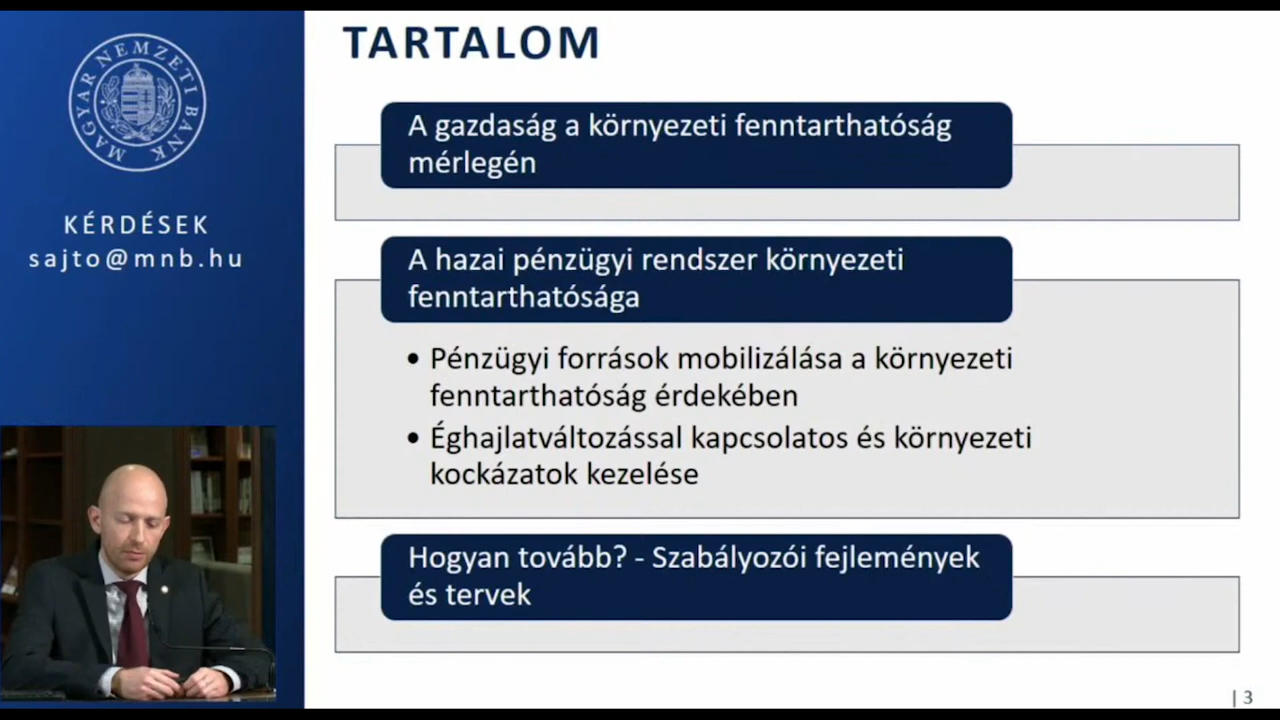 MAGYAR NEMZETI BANK
KÉRDÉSEK
sajto@mnb.hu
TARTALOM
A gazdaság a környezeti fenntarthatóság
mérlegén
A hazai pénzügyi rendszer környezeti
fenntarthatósága
• Pénzügyi források mobilizálása a környezeti
fenntarthatóság érdekében
• Éghajlatváltozással kapcsolatos és környezeti
kockázatok kezelése
Hogyan tovább? - Szabályozói fejlemények
és tervek
| 3